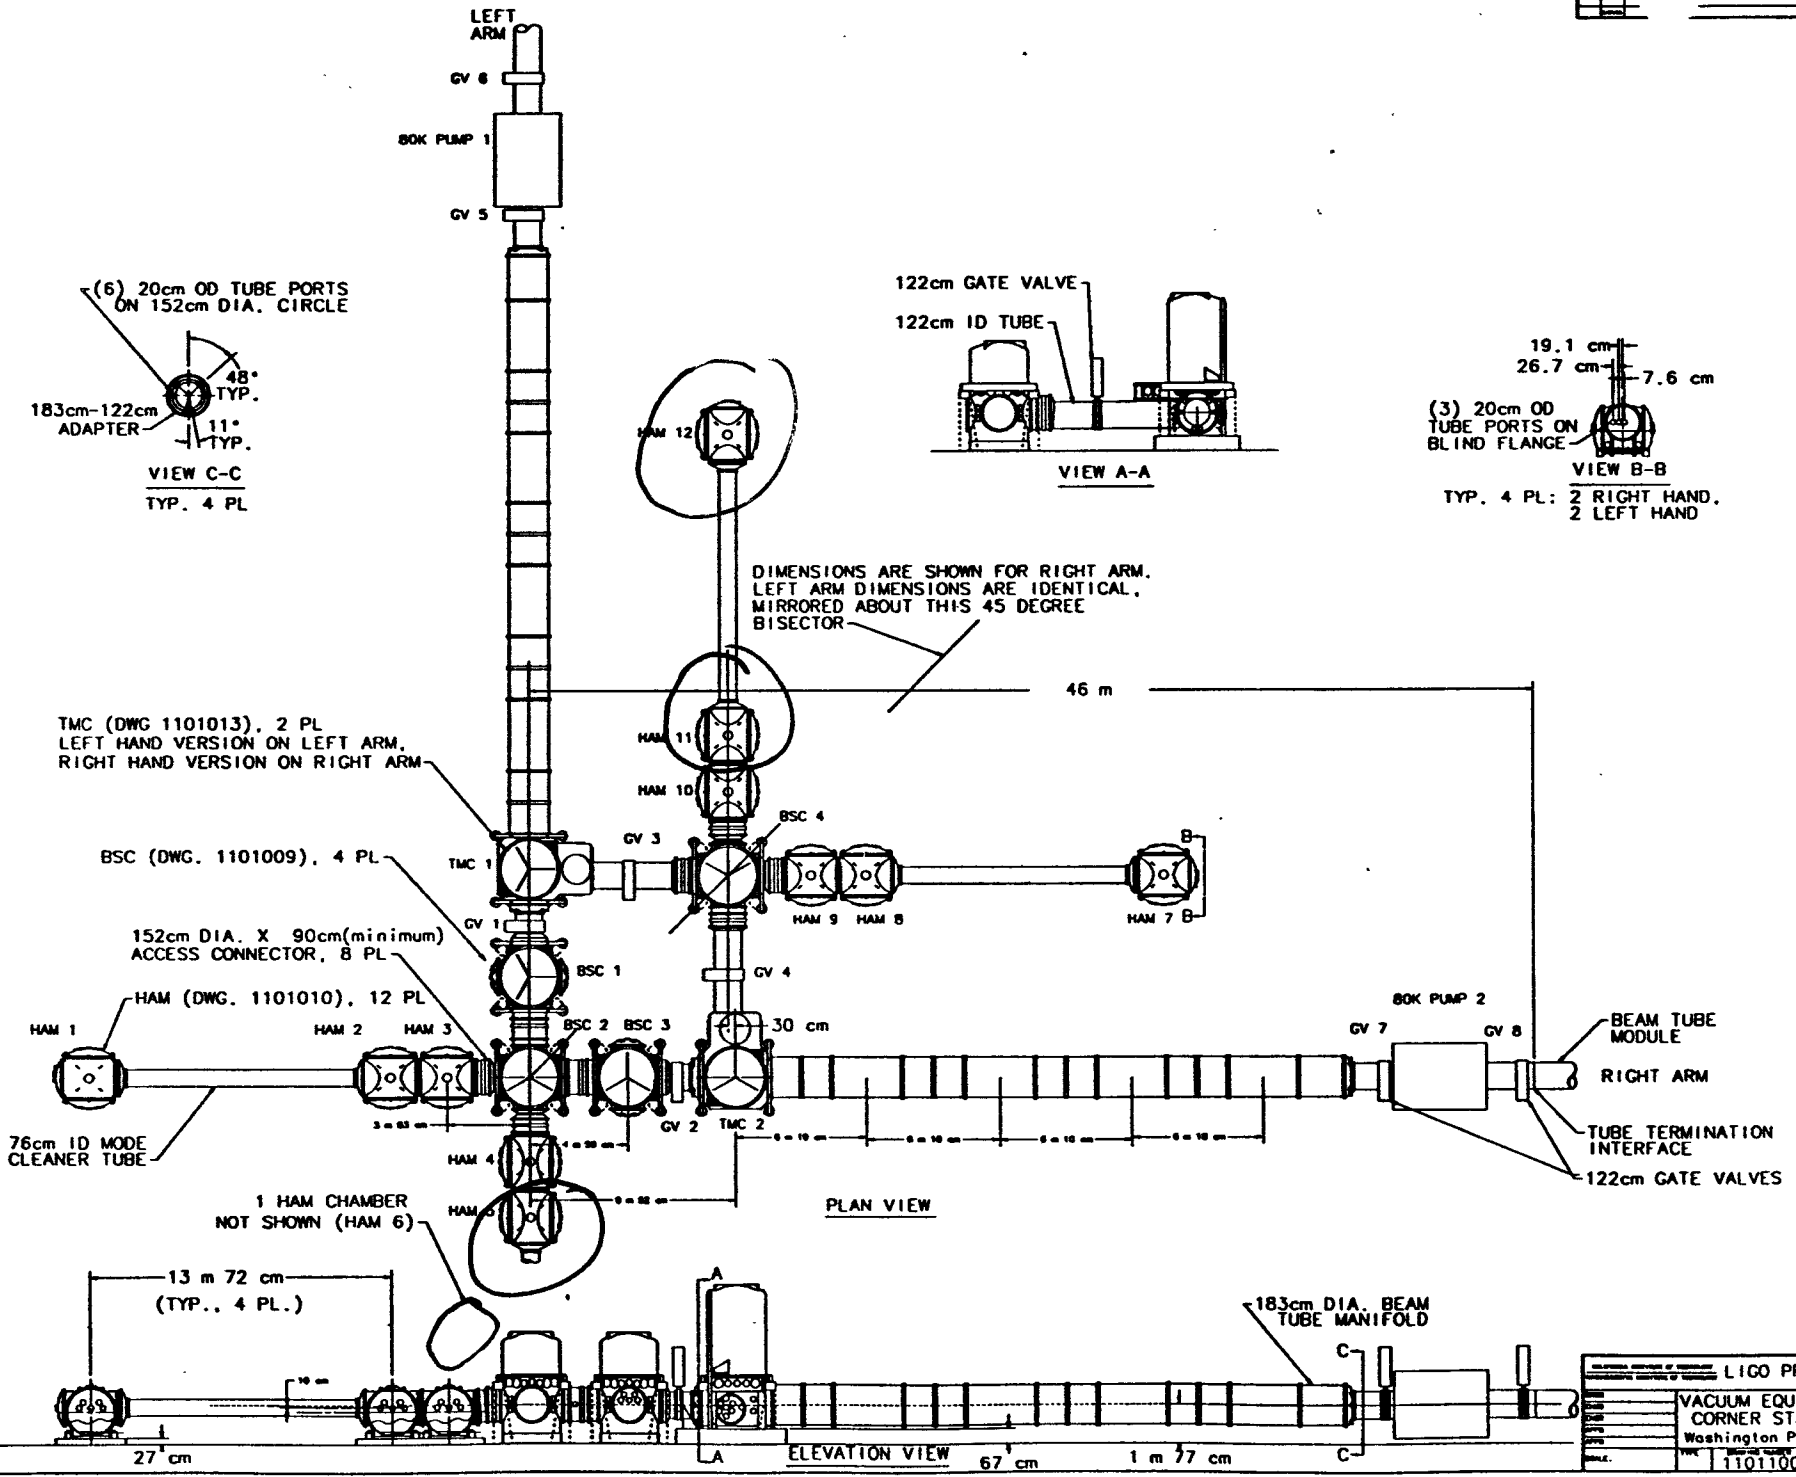 LEFT
ARM
GV 6
80K PUMP 1
GV 5
(6) 20cm OD TUBE PORTS
ON 152cm DIA. CIRCLE
48°
TYP.
183cm-122cm
ADAPTER
11°
TYP.
VIEW C-C
TYP. 4 PL
122cm GATE VALVE
122cm ID TUBE
VIEW A-A
19.1 cm
26.7 cm
7.6 cm
(3) 20cm OD
TUBE PORTS ON
BLIND FLANGE
VIEW B-B
TYP. 4 PL: 2 RIGHT HAND,
2 LEFT HAND
HAM 12
DIMENSIONS ARE SHOWN FOR RIGHT ARM.
LEFT ARM DIMENSIONS ARE IDENTICAL,
MIRRORED ABOUT THIS 45 DEGREE
BISECTOR
46 m
TMC (DWG 1101013), 2 PL
LEFT HAND VERSION ON LEFT ARM,
RIGHT HAND VERSION ON RIGHT ARM
HAM 11
HAM 10
BSC 4
GV 3
TMC 1
BSC (DWG. 1101009), 4 PL
HAM 9
HAM 8
HAM 7
B
B
GV 1
152cm DIA. X 90cm(minimum)
ACCESS CONNECTOR, 8 PL
BSC 1
GV 4
HAM (DWG. 1101010), 12 PL
HAM 1
HAM 2
HAM 3
BSC 2
BSC 3
30 cm
80K PUMP 2
GV 7
GV 8
BEAM TUBE
MODULE
RIGHT ARM
76cm ID MODE
CLEANER TUBE
GV 2
TMC 2
TUBE TERMINATION
INTERFACE
122cm GATE VALVES
HAM 4
HAM
PLAN VIEW
1 HAM CHAMBER
NOT SHOWN (HAM 6)
13 m 72 cm
(TYP., 4 PL.)
A
183cm DIA. BEAM
TUBE MANIFOLD
C
27 cm
A
ELEVATION VIEW
67 cm
1 m 77 cm
C
LIGO PR
VACUUM EQU
CORNER ST
Washington P
1101100